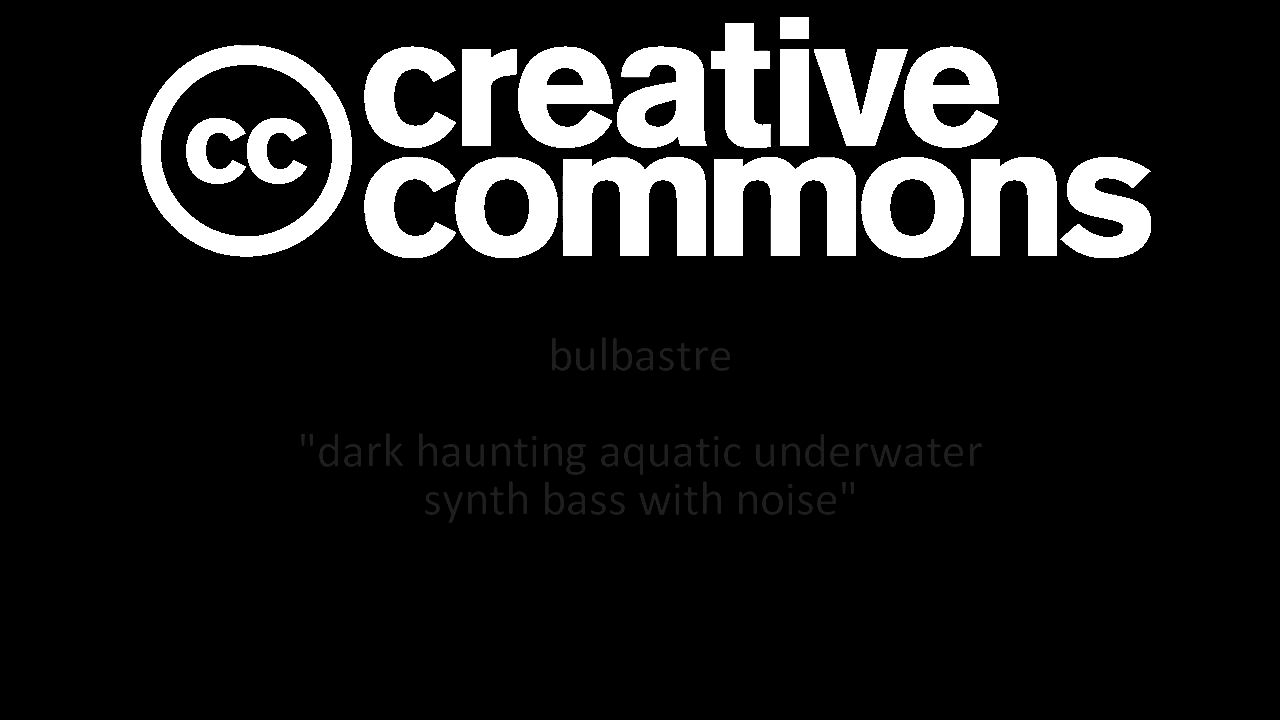 cc
creative
commons
bulbastre
"dark haunting aquatic underwater
synth bass with noise"